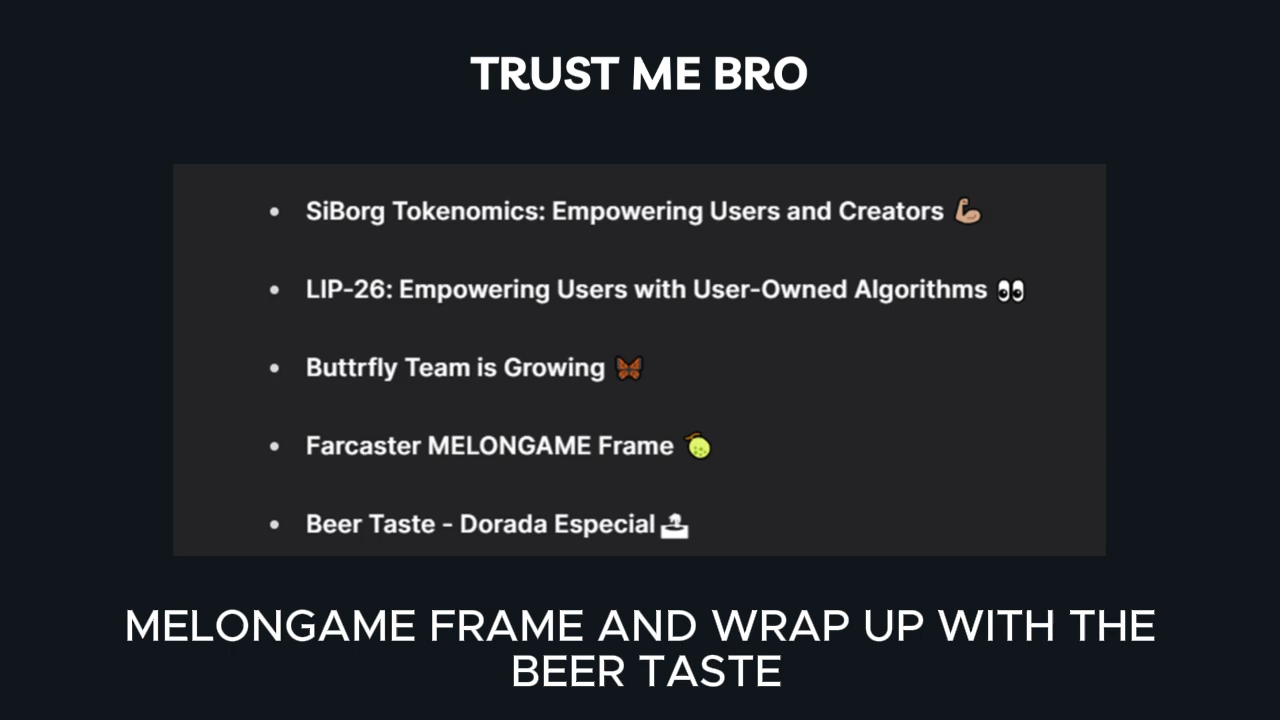 TRUST ME BRO
• SiBorg Tokenomics: Empowering Users and Creators 💪🏼
• LIP-26: Empowering Users with User-Owned Algorithms 👀
• Buttrfly Team is Growing 🦋
• Farcaster MELONGAME Frame 🍈
• Beer Taste - Dorada Especial 🏝
MELONGAME FRAME AND WRAP UP WITH THE
BEER TASTE